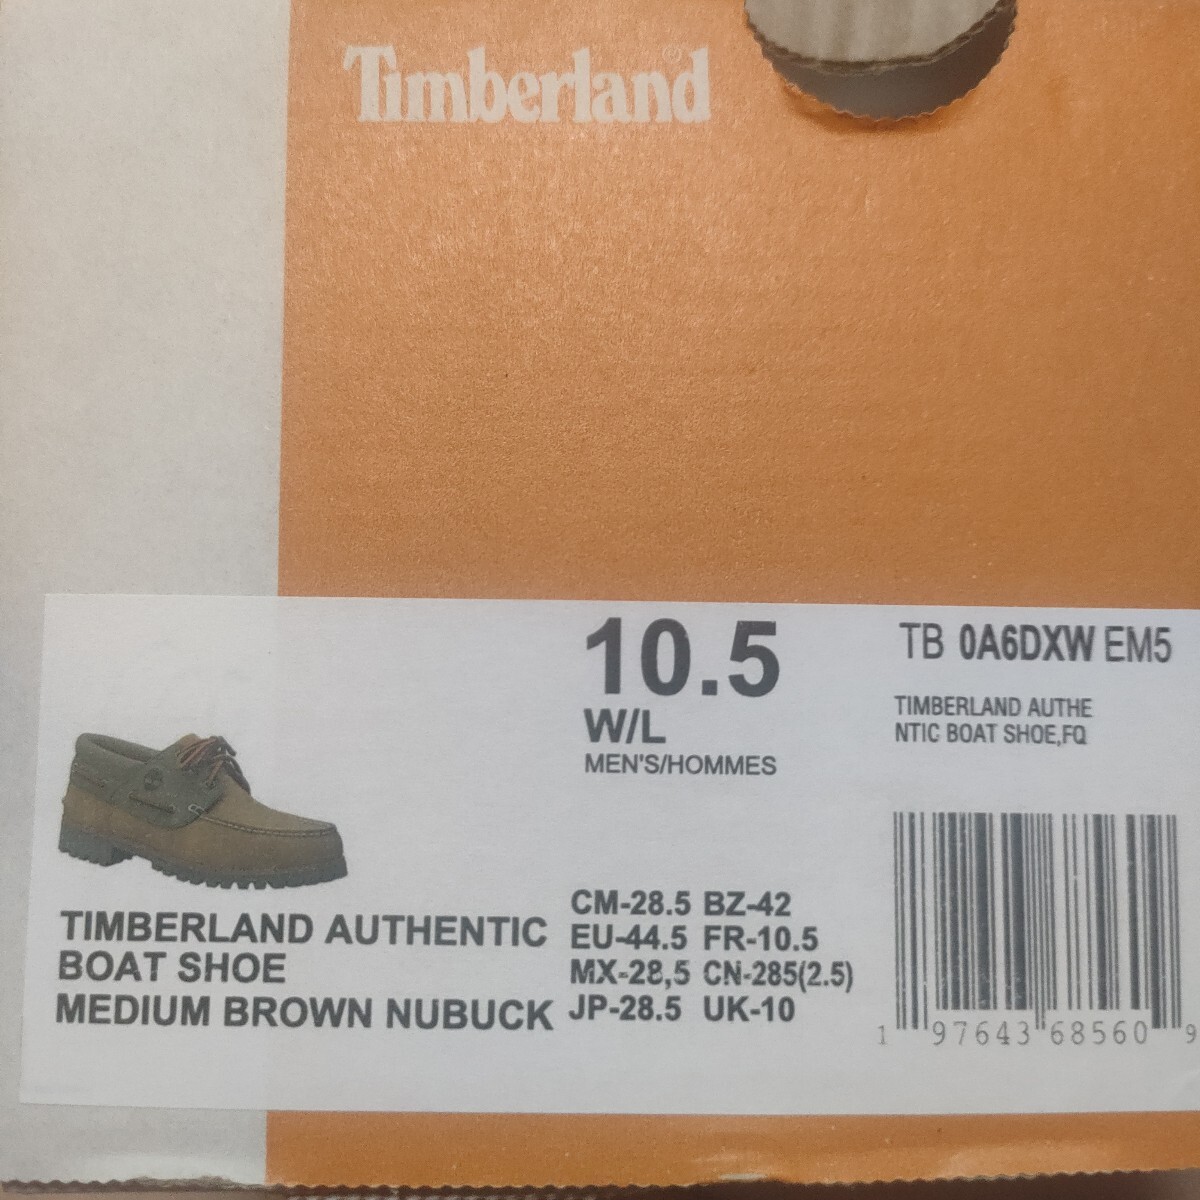 Timberland®
10.5
W/L
MEN'S/HOMMES
TB 0A6DXW EM5
TIMBERLAND AUTHE
NTIC BOAT SHOE,FQ
TIMBERLAND AUTHENTIC
BOAT SHOE
MEDIUM BROWN NUBUCK
CM-28.5 BZ-42
EU-44.5 FR-10.5
MX-28,5 CN-285(2.5)
JP-28.5 UK-10
1 97643 68560 9